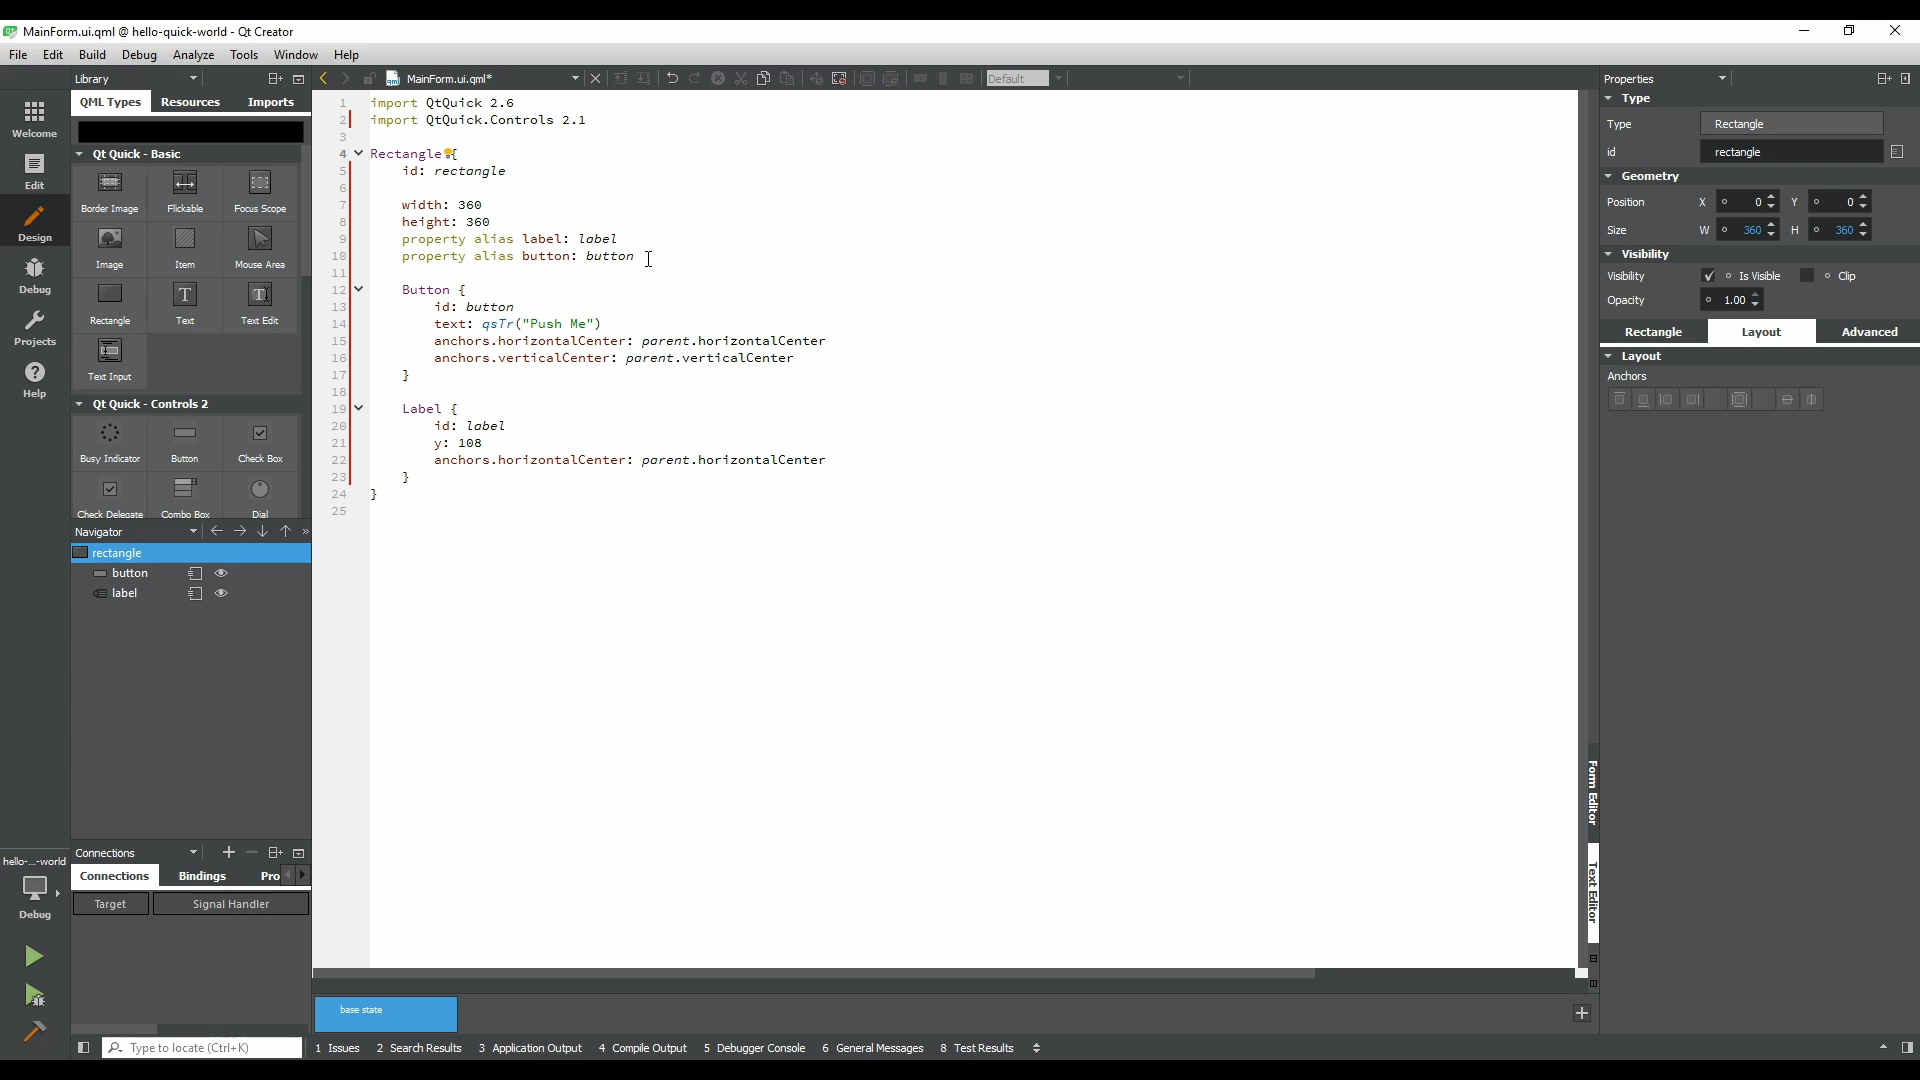 MainForm.ui.qml @ hello-quick-world - Qt Creator
File Edit Build Debug Analyze Tools Window Help
Library
MainForm.ui.qml*
Default
Properties
QML Types Resources Imports
Qt Quick - Basic
Border Image Flickable Focus Scope
Image Item Mouse Area
Rectangle Text Text Edit
Text Input
Qt Quick - Controls 2
Busy Indicator Button Check Box
Check Delegate Combo Box Dial
Navigator
rectangle
button
label
Connections
Connections Bindings Pro
Target Signal Handler
Welcome
Edit
Design
Debug
Projects
Help
hello-...-world
Debug
1 import QtQuick 2.6
2 import QtQuick.Controls 2.1
3
4 Rectangle {
5 id: rectangle
6
7 width: 360
8 height: 360
9 property alias label: label
10 property alias button: button
11
12 Button {
13 id: button
14 text: qsTr("Push Me")
15 anchors.horizontalCenter: parent.horizontalCenter
16 anchors.verticalCenter: parent.verticalCenter
17 }
18
19 Label {
20 id: label
21 y: 108
22 anchors.horizontalCenter: parent.horizontalCenter
23 }
24 }
25
Form Editor
Text Editor
base state
Type
Type Rectangle
id rectangle
Geometry
Position X 0 Y 0
Size W 360 H 360
Visibility
Visibility Is Visible Clip
Opacity 1.00
Rectangle Layout Advanced
Layout
Anchors
Type to locate (Ctrl+K) 1 Issues 2 Search Results 3 Application Output 4 Compile Output 5 Debugger Console 6 General Messages 8 Test Results